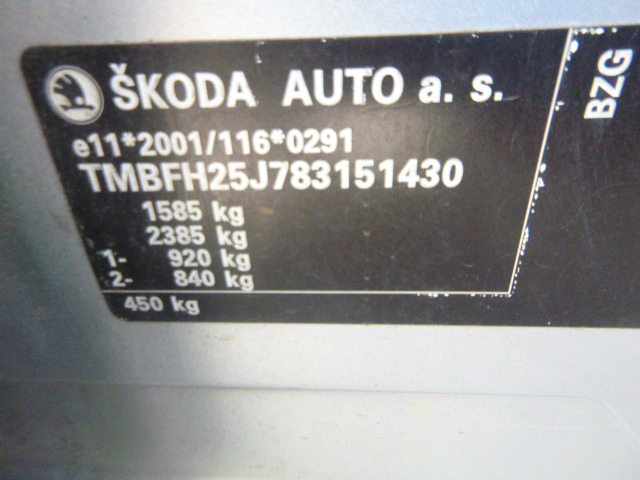 ŠKODA AUTO a. s.
e11*2001/116*0291
TMBFH25J783151430
1585 kg
2385 kg
1- 920 kg
2- 840 kg
450 kg
BZG